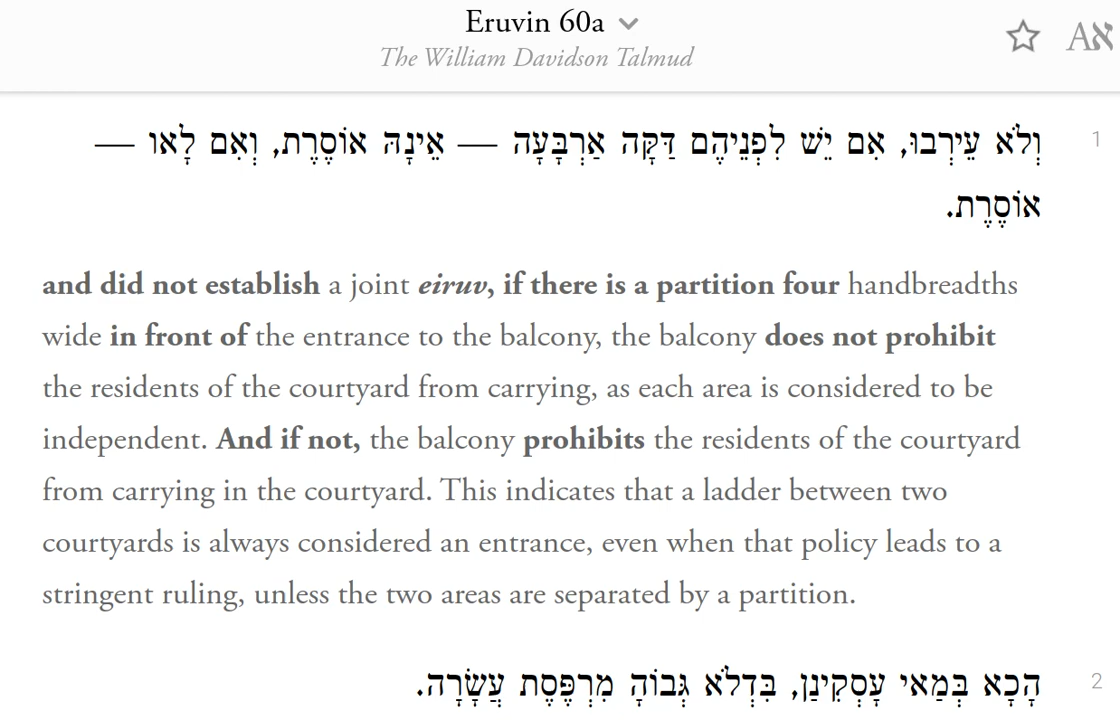 Eruvin 60a
The William Davidson Talmud
Aא
וְלֹא עֵירְבוּ, אִם יֵשׁ לִפְנֵיהֶם דַּקָּה אַרְבָּעָה — אֵינָהּ אוֹסֶרֶת, וְאִם לָאו —
1
אוֹסֶרֶת.
and did not establish a joint eiruv, if there is a partition four handbreadths
wide in front of the entrance to the balcony, the balcony does not prohibit
the residents of the courtyard from carrying, as each area is considered to be
independent. And if not, the balcony prohibits the residents of the courtyard
from carrying in the courtyard. This indicates that a ladder between two
courtyards is always considered an entrance, even when that policy leads to a
stringent ruling, unless the two areas are separated by a partition.
הָכָא בְּמַאי עָסְקִינַן, בִּדְלֹא גְּבוֹהָ מִרְפֶּסֶת עֲשָׂרָה.
2